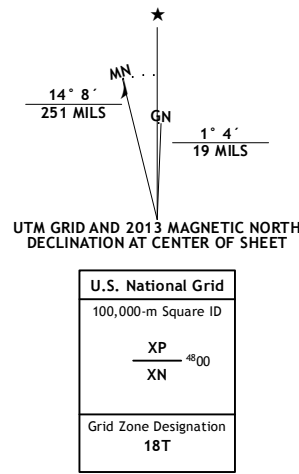 ★
MN
GN
14° 8´
251 MILS
1° 4´
19 MILS
UTM GRID AND 2013 MAGNETIC NORTH
DECLINATION AT CENTER OF SHEET
U.S. National Grid
100,000-m Square ID
XP
4800
XN
Grid Zone Designation
18T